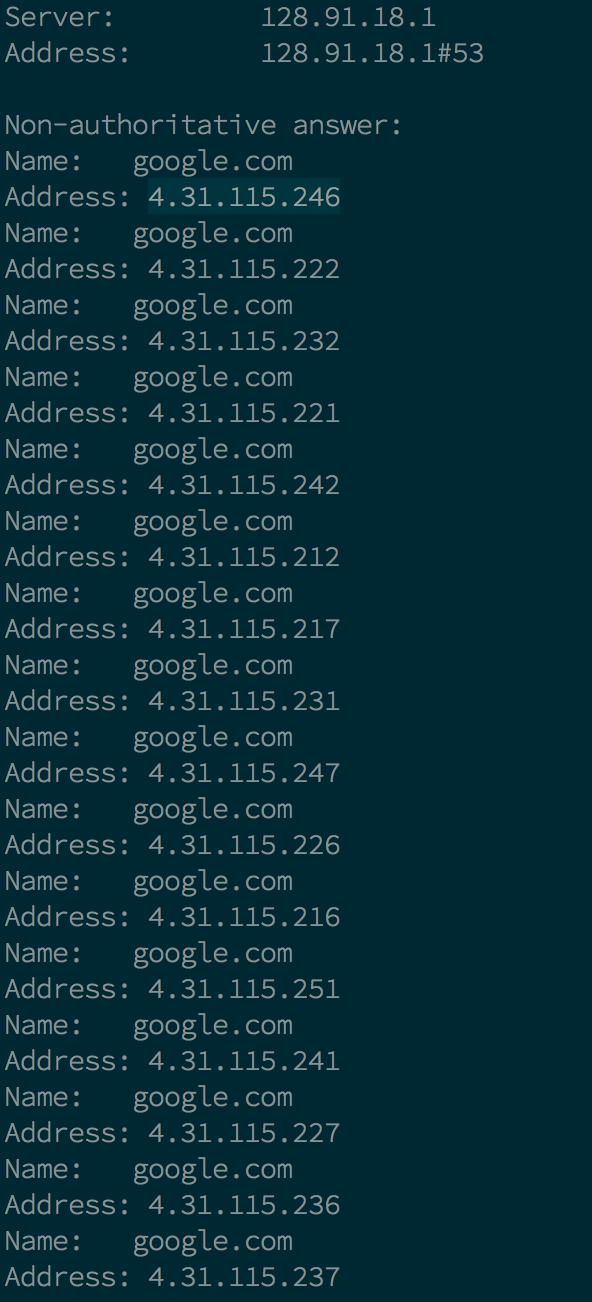 Server: 128.91.18.1
Address: 128.91.18.1#53
Non-authoritative answer:
Name: google.com
Address: 4.31.115.246
Name: google.com
Address: 4.31.115.222
Name: google.com
Address: 4.31.115.232
Name: google.com
Address: 4.31.115.221
Name: google.com
Address: 4.31.115.242
Name: google.com
Address: 4.31.115.212
Name: google.com
Address: 4.31.115.217
Name: google.com
Address: 4.31.115.231
Name: google.com
Address: 4.31.115.247
Name: google.com
Address: 4.31.115.226
Name: google.com
Address: 4.31.115.216
Name: google.com
Address: 4.31.115.251
Name: google.com
Address: 4.31.115.241
Name: google.com
Address: 4.31.115.227
Name: google.com
Address: 4.31.115.236
Name: google.com
Address: 4.31.115.237